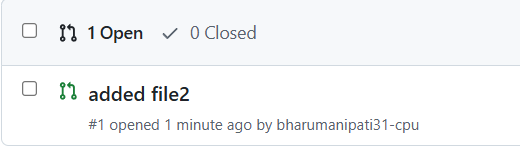 1 Open 0 Closed
added file2
#1 opened 1 minute ago by bharumanipati31-cpu